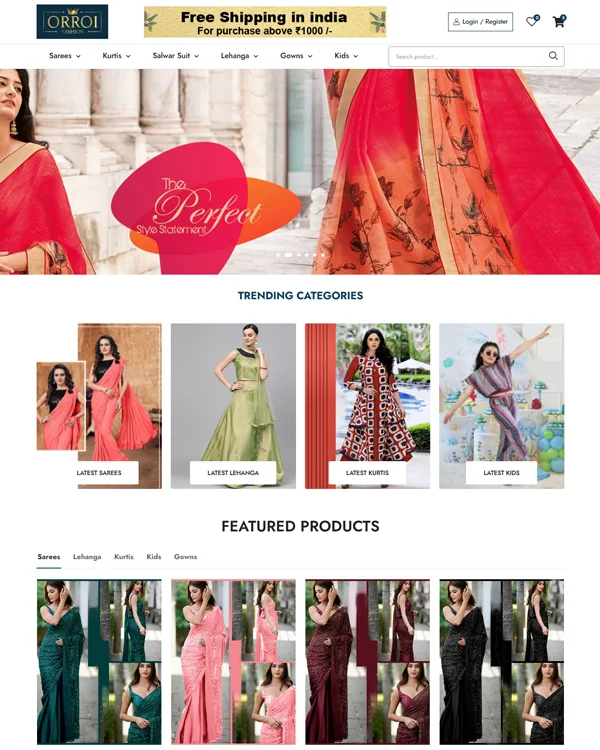 ORROI
FASHION
Free Shipping in india
For purchase above ₹1000 /-
Login / Register
0
0
Sarees
Kurtis
Salwar Suit
Lehanga
Gowns
Kids
Search product ...
The
Perfect
Style Statement
TRENDING CATEGORIES
LATEST SAREES
LATEST LEHANGA
LATEST KURTIS
LATEST KIDS
FEATURED PRODUCTS
Sarees
Lehanga
Kurtis
Kids
Gowns